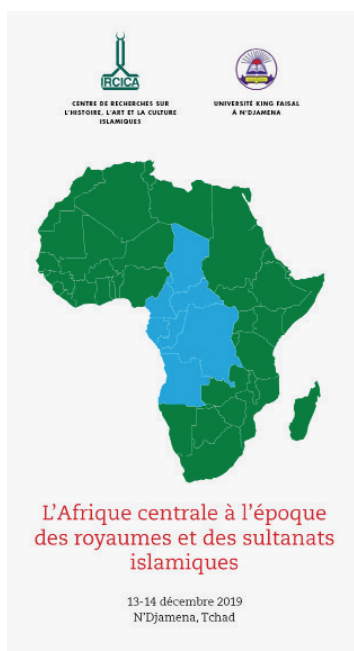 IRCICA
CENTRE DE RECHERCHES SUR
L'HISTOIRE, L'ART ET LA CULTURE
ISLAMIQUES
UNIVERSITÉ KING FAISAL
À N'DJAMENA
L'Afrique centrale à l'époque
des royaumes et des sultanats
islamiques
13-14 décembre 2019
N'Djamena, Tchad